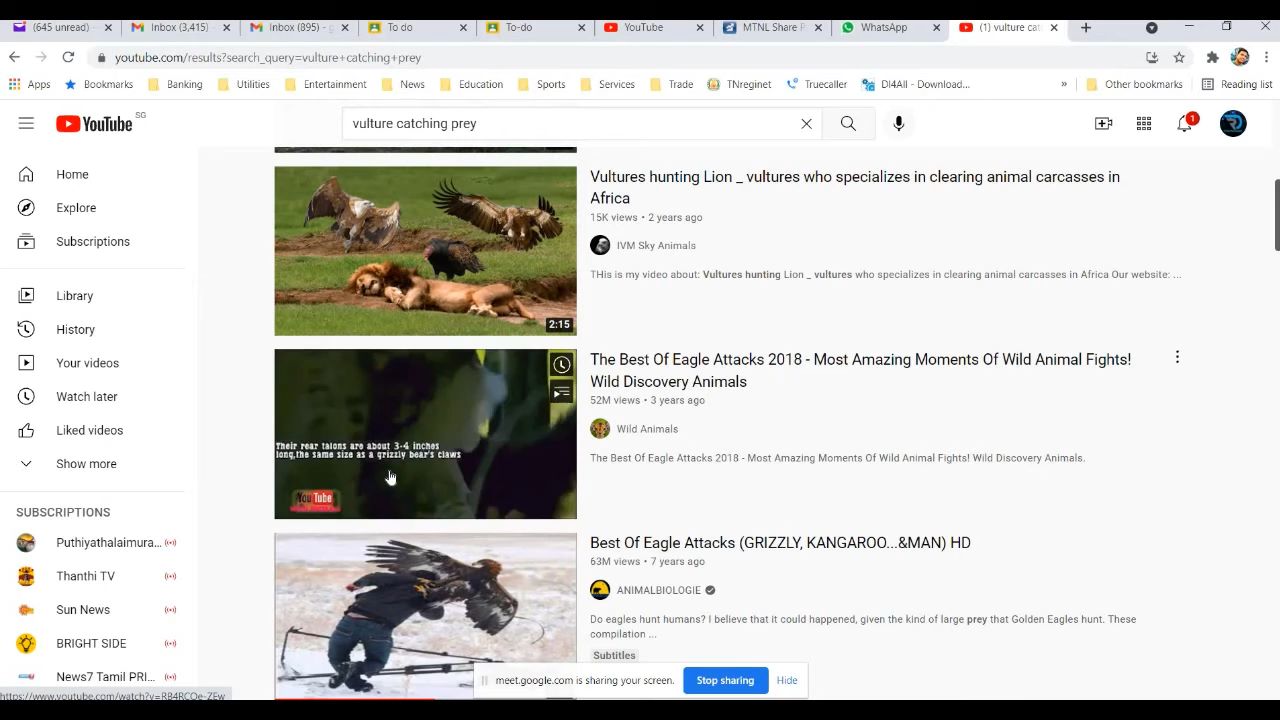 (645 unread) -
Inbox (3,415) -
Inbox (895) - g
To do
To-do
YouTube
MTNL Share P
WhatsApp
(1) vulture cat
youtube.com/results?search_query=vulture+catching+prey
Apps
Bookmarks
Banking
Utilities
Entertainment
News
Education
Sports
Services
Trade
TNreginet
Truecaller
DI4All - Download...
»
Other bookmarks
Reading list
YouTube SG
vulture catching prey
1
Home
Explore
Subscriptions
Library
History
Your videos
Watch later
Liked videos
Show more
SUBSCRIPTIONS
Puthiyathalaimura...
Thanthi TV
Sun News
BRIGHT SIDE
News7 Tamil PRI...
2:15
Vultures hunting Lion _ vultures who specializes in clearing animal carcasses in
Africa
15K views • 2 years ago
IVM Sky Animals
THis is my video about: Vultures hunting Lion _ vultures who specializes in clearing animal carcasses in Africa Our website: ...
Their rear talons are about 3-4 inches
long,the same size as a grizzly bear's claws
YouTube
The Best Of Eagle Attacks 2018 - Most Amazing Moments Of Wild Animal Fights!
Wild Discovery Animals
52M views • 3 years ago
Wild Animals
The Best Of Eagle Attacks 2018 - Most Amazing Moments Of Wild Animal Fights! Wild Discovery Animals.
Best Of Eagle Attacks (GRIZZLY, KANGAROO...&MAN) HD
63M views • 7 years ago
ANIMALBIOLOGIE
Do eagles hunt humans? I believe that it could happened, given the kind of large prey that Golden Eagles hunt. These
compilation ...
Subtitles
meet.google.com is sharing your screen.
Stop sharing
Hide
https://www.youtube.com/watch?v=RB4RCOe-ZEw